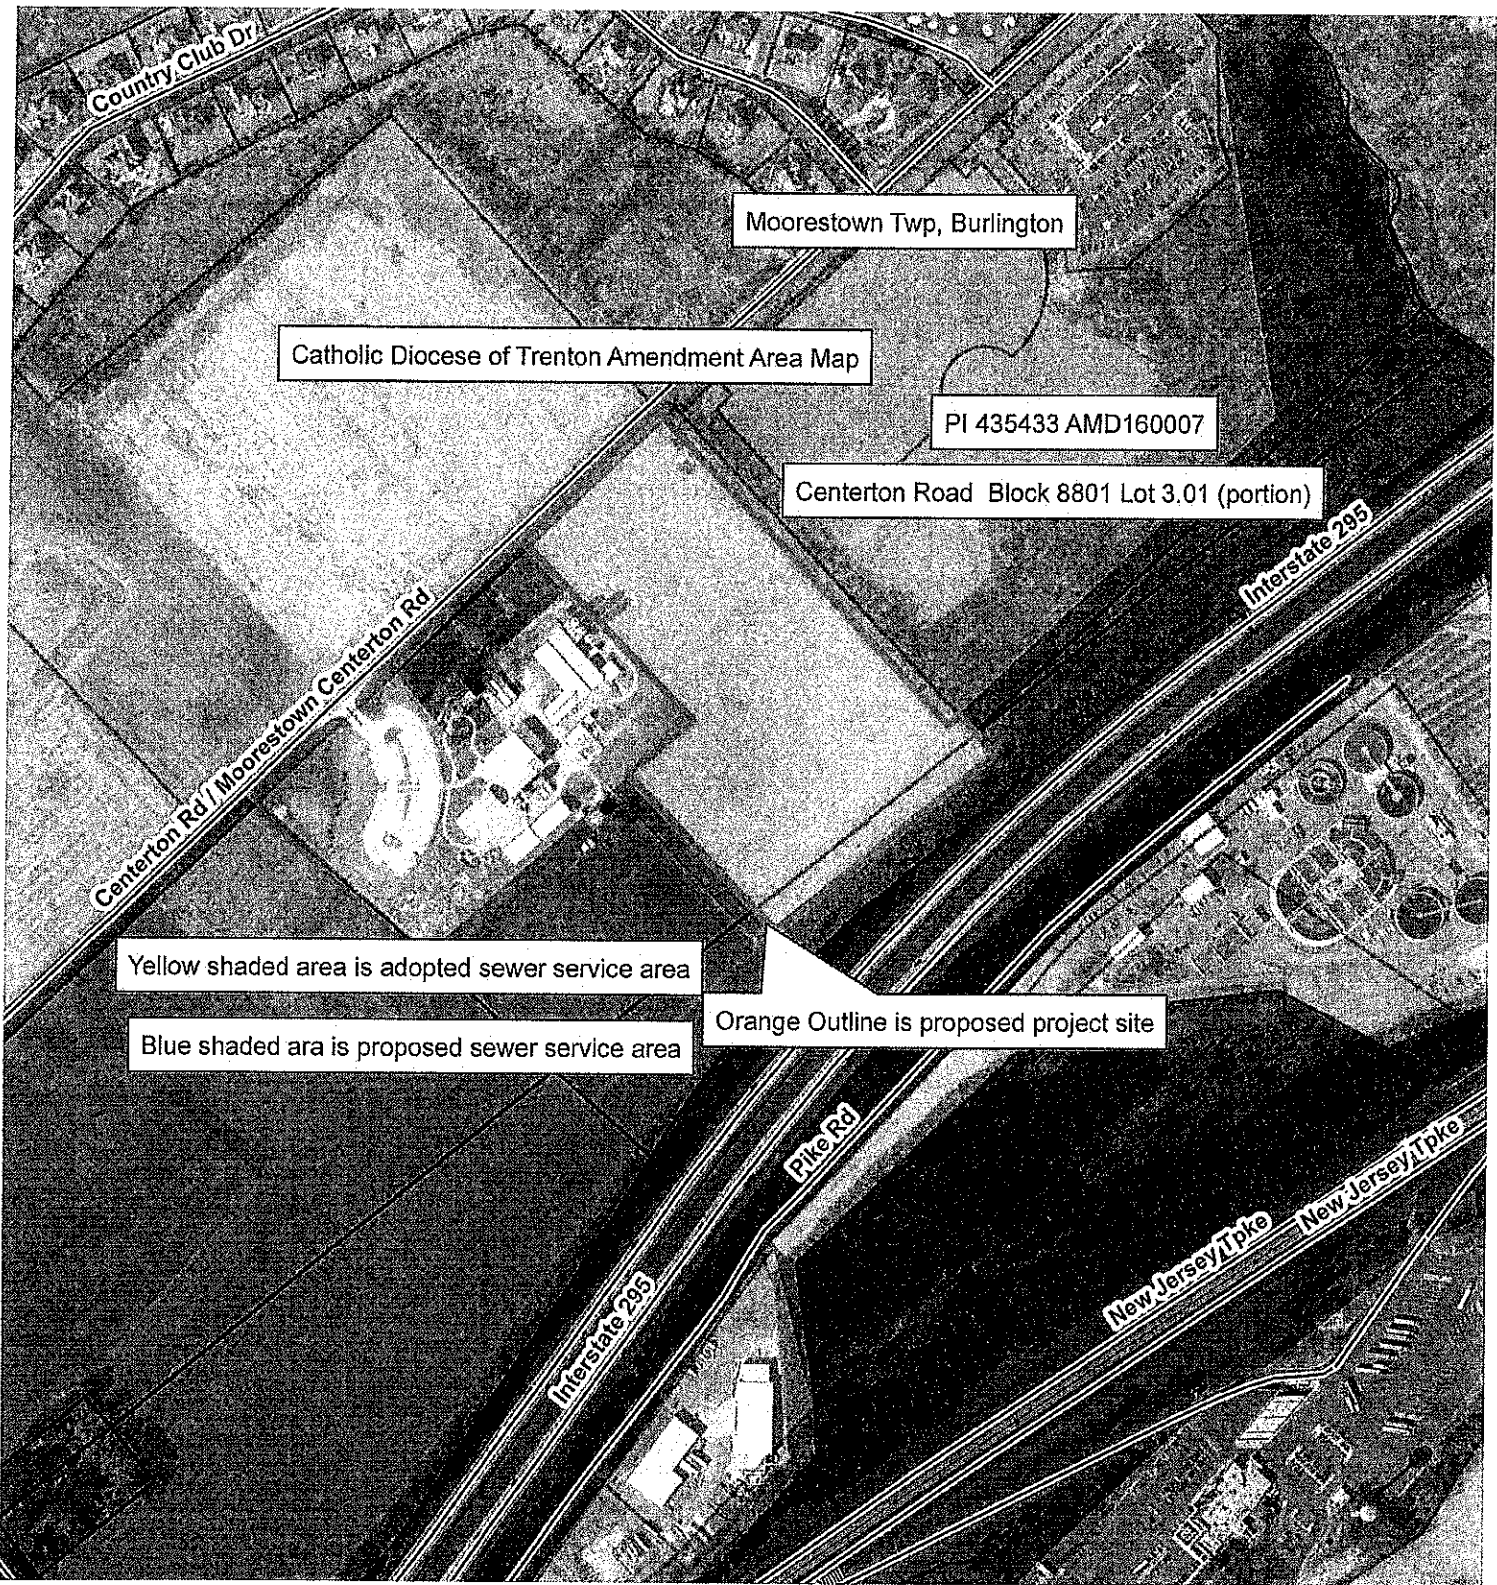 Country Club Dr
Moorestown Twp, Burlington
Catholic Diocese of Trenton Amendment Area Map
PI 435433 AMD160007
Centerton Road Block 8801 Lot 3.01 (portion)
Interstate 295
Centerton Rd / Moorestown Centerton Rd
Yellow shaded area is adopted sewer service area
Orange Outline is proposed project site
Blue shaded ara is proposed sewer service area
Pike Rd
New Jersey Tpke
New Jersey Tpke
Interstate 295